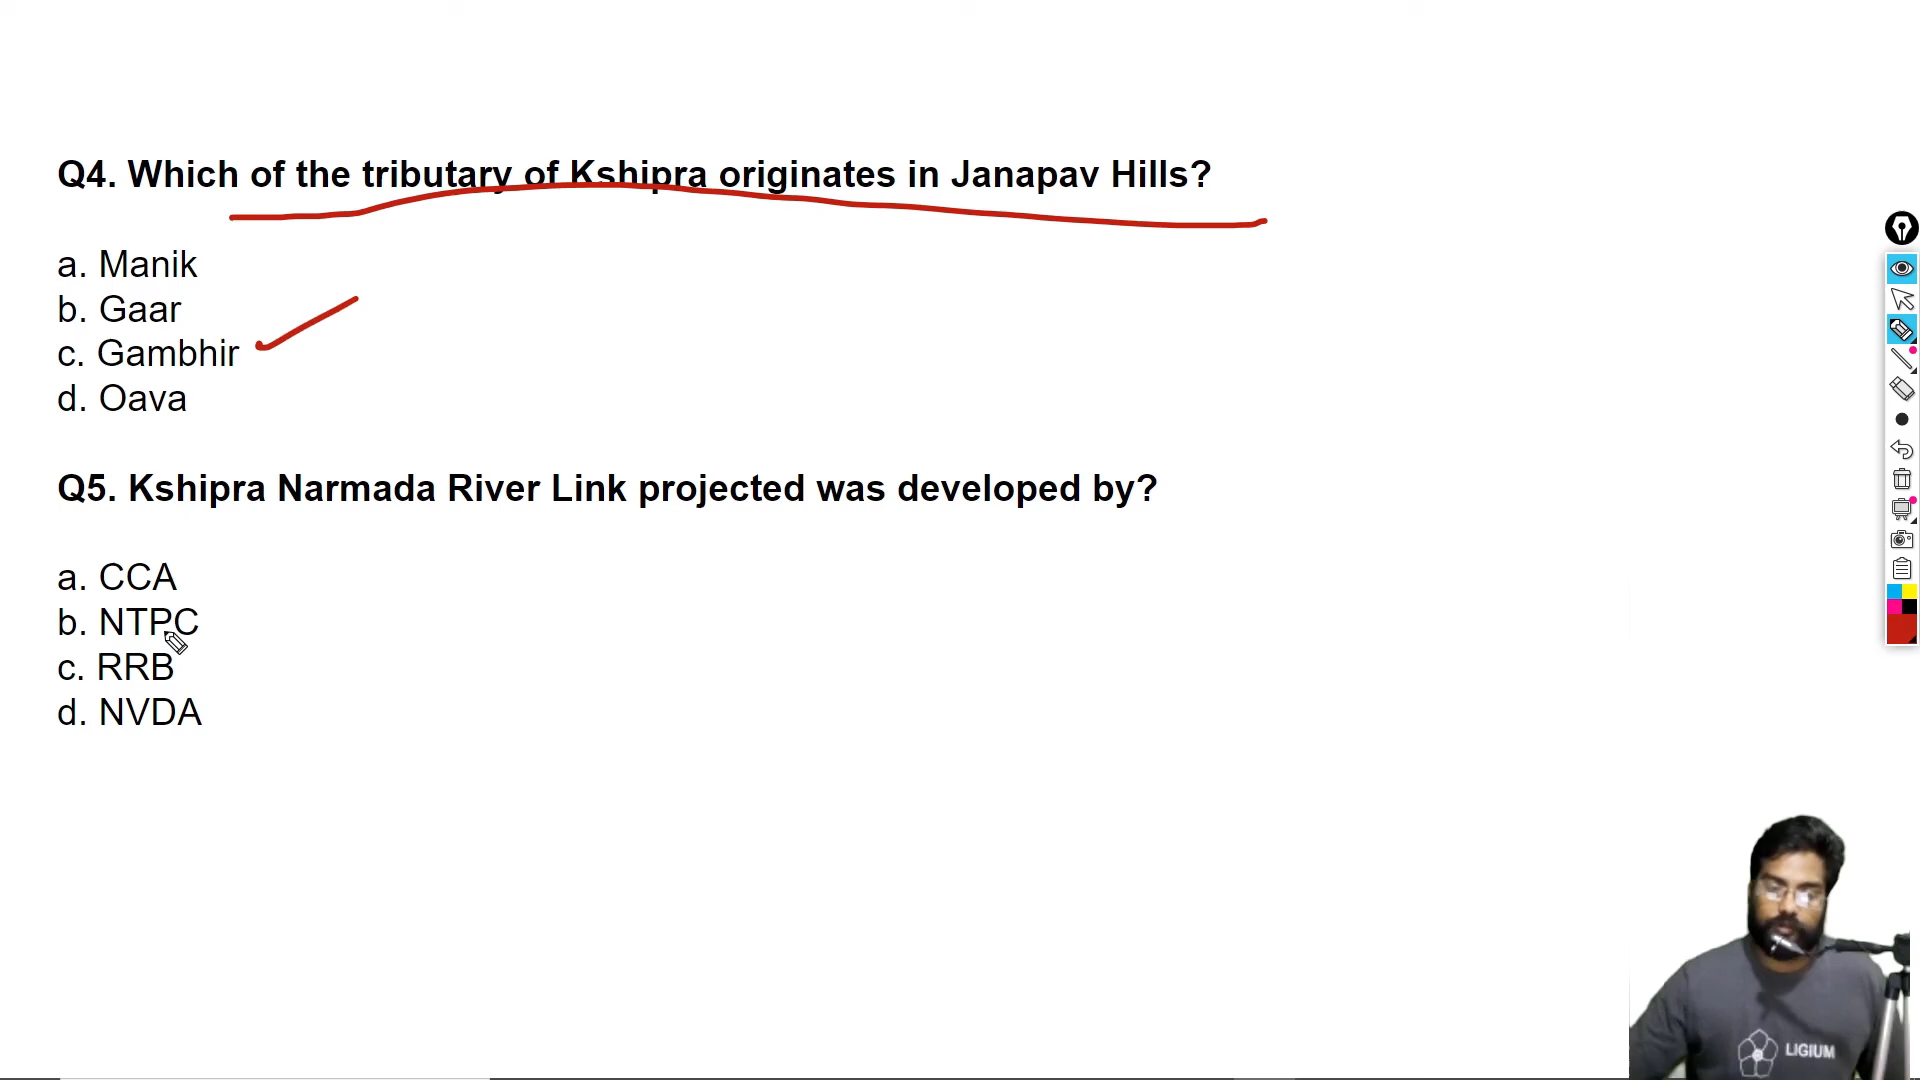 Q4. Which of the tributary of Kshipra originates in Janapav Hills?
a. Manik
b. Gaar
c. Gambhir
d. Oava
Q5. Kshipra Narmada River Link projected was developed by?
a. CCA
b. NTPC
c. RRB
d. NVDA
LIGIUM